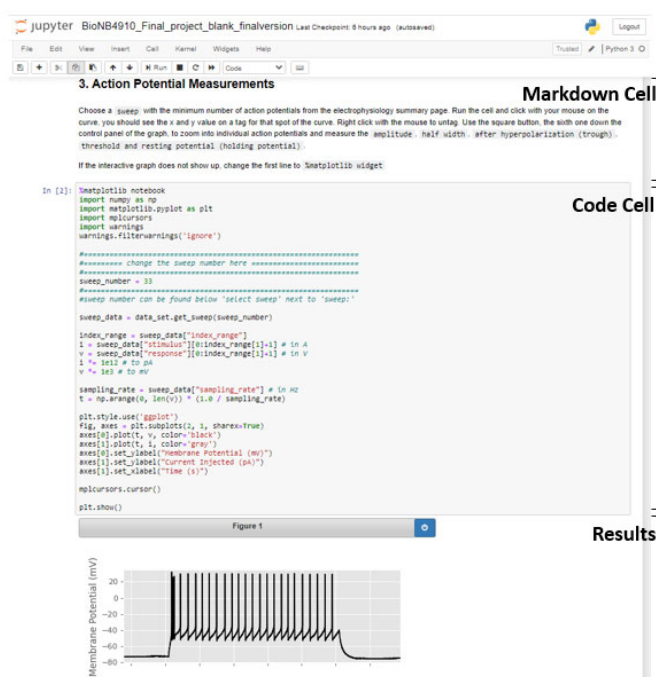 jupyter BioNB4910_Final_project_blank_finalversion Last Checkpoint: 6 hours ago (autosaved)
Logout
File Edit View Insert Cell Kernel Widgets Help
Trusted Python 3 O
Run Code
3. Action Potential Measurements
Markdown Cell
Choose a sweep with the minimum number of action potentials from the electrophysiology summary page. Run the cell and click with your mouse on the
curve, you should see the x and y value on a tag for that spot of the curve. Right click with the mouse to untag. Use the square button, the sixth one down the
control panel of the graph, to zoom into individual action potentials and measure the amplitude, half width, after hyperpolarization (trough),
threshold and resting potential (holding potential).
If the interactive graph does not show up, change the first line to %matplotlib widget
Code Cell
In [2]: %matplotlib notebook
import numpy as np
import matplotlib.pyplot as plt
import mplcursors
import warnings
warnings.filterwarnings('ignore')
#================================================================
#========= change the sweep number here =========================
#================================================================
sweep_number = 33
#================================================================
#sweep number can be found below 'select sweep' next to 'sweep:'
sweep_data = data_set.get_sweep(sweep_number)
index_range = sweep_data["index_range"]
i = sweep_data["stimulus"][0:index_range[1]+1] # in A
v = sweep_data["response"][0:index_range[1]+1] # in V
i *= 1e12 # to pA
v *= 1e3 # to mV
sampling_rate = sweep_data["sampling_rate"] # in Hz
t = np.arange(0, len(v)) * (1.0 / sampling_rate)
plt.style.use('ggplot')
fig, axes = plt.subplots(2, 1, sharex=True)
axes[0].plot(t, v, color='black')
axes[1].plot(t, i, color='gray')
axes[0].set_ylabel("Membrane Potential (mV)")
axes[1].set_ylabel("Current Injected (pA)")
axes[1].set_xlabel("Time (s)")
mplcursors.cursor()
plt.show()
Figure 1
Results
Membrane Potential (mV)
20
0
−20
−40
−60
−80